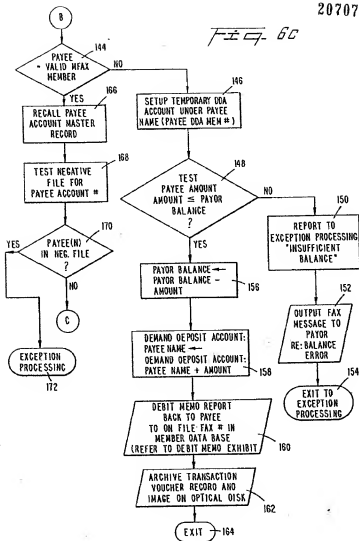 20707
Fig. 6C
B
144
PAYEE
= VALID MFAX
MEMBER
NO
YES
166
RECALL PAYEE
ACCOUNT MASTER
RECORD
168
TEST NEGATIVE
FILE FOR
PAYEE ACCOUNT #
170
PAYEE(N)
IN NEG. FILE
?
YES
NO
C
EXCEPTION
PROCESSING
172
146
SETUP TEMPORARY DDA
ACCOUNT UNDER PAYEE
NAME (PAYEE DDA MEM #)
148
TEST
PAYEE AMOUNT
AMOUNT ≤ PAYOR
BALANCE
?
NO
YES
150
REPORT TO
EXCEPTION PROCESSING
"INSUFFICIENT
BALANCE"
152
OUTPUT FAX
MESSAGE TO
PAYOR
RE: BALANCE
ERROR
154
EXIT TO
EXCEPTION
PROCESSING
PAYOR BALANCE ←
PAYOR BALANCE -
AMOUNT
156
DEMAND DEPOSIT ACCOUNT:
PAYEE NAME ←
DEMAND DEPOSIT ACCOUNT:
PAYEE NAME + AMOUNT
158
DEBIT MEMO REPORT
BACK TO PAYEE
TO ON FILE FAX # IN
MEMBER DATA BASE
(REFER TO DEBIT MEMO EXHIBIT
160
ARCHIVE TRANSACTION
VOUCHER RECORD AND
IMAGE ON OPTICAL DISK
162
EXIT
164